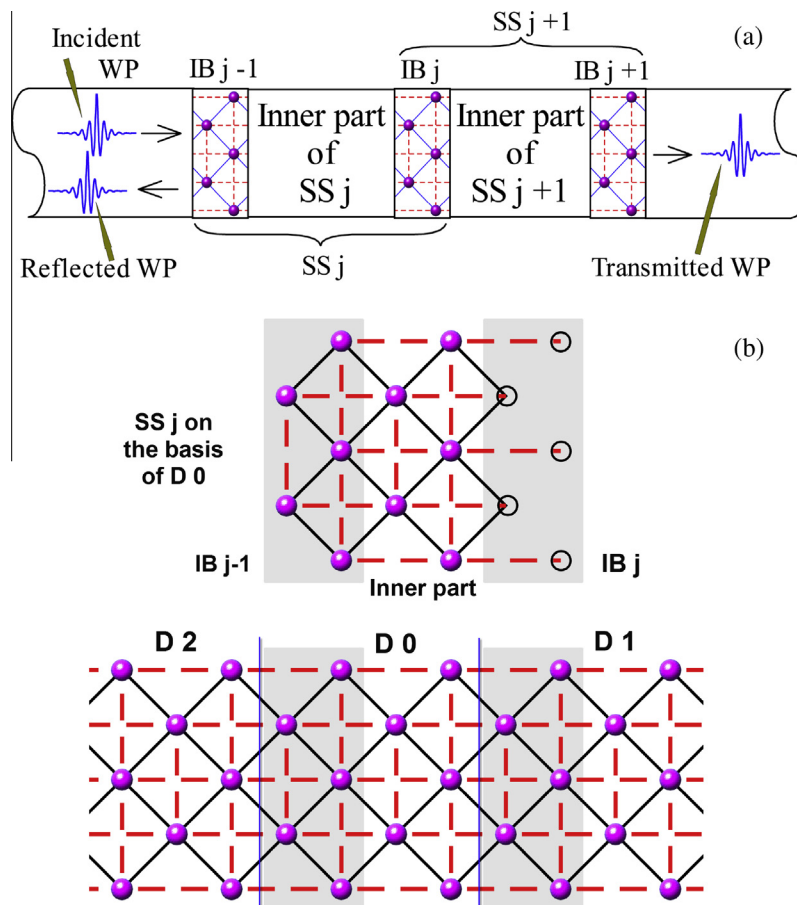 Incident
WP
IB j -1
IB j
SS j +1
IB j+1
(a)
Inner part
of
SS j
Inner part
of
SS j+1
Reflected WP
SS j
Transmitted WP
(b)
SS j on
the basis
of D 0
IB j-1
Inner part
IB j
D 2
D 0
D 1